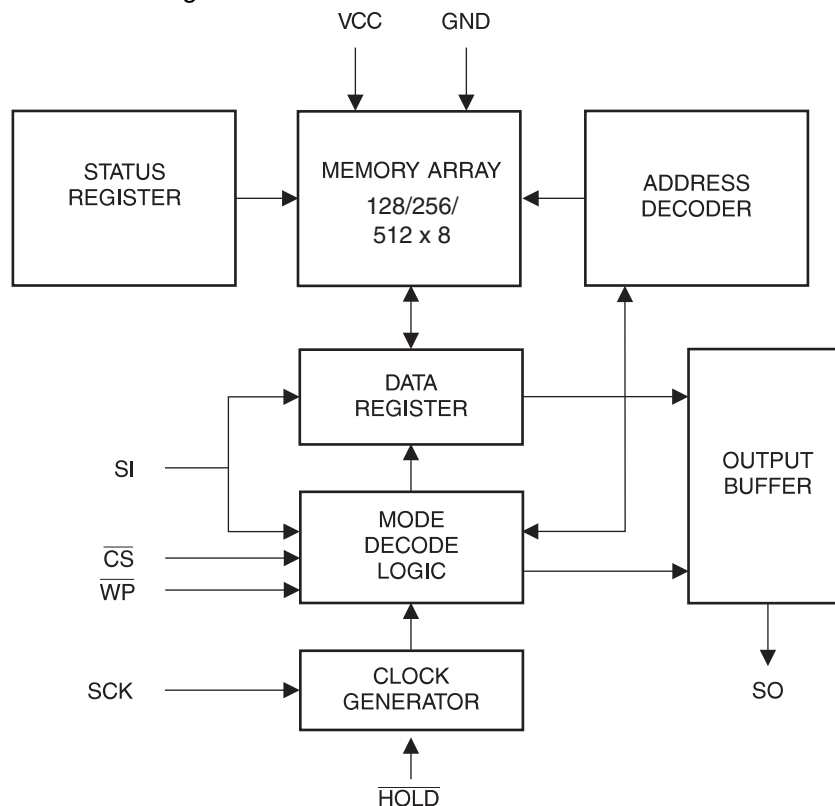 VCC
GND
STATUS
REGISTER
MEMORY ARRAY
128/256/
512 x 8
ADDRESS
DECODER
DATA
REGISTER
SI
OUTPUT
BUFFER
MODE
DECODE
LOGIC
CS
WP
SCK
CLOCK
GENERATOR
SO
HOLD